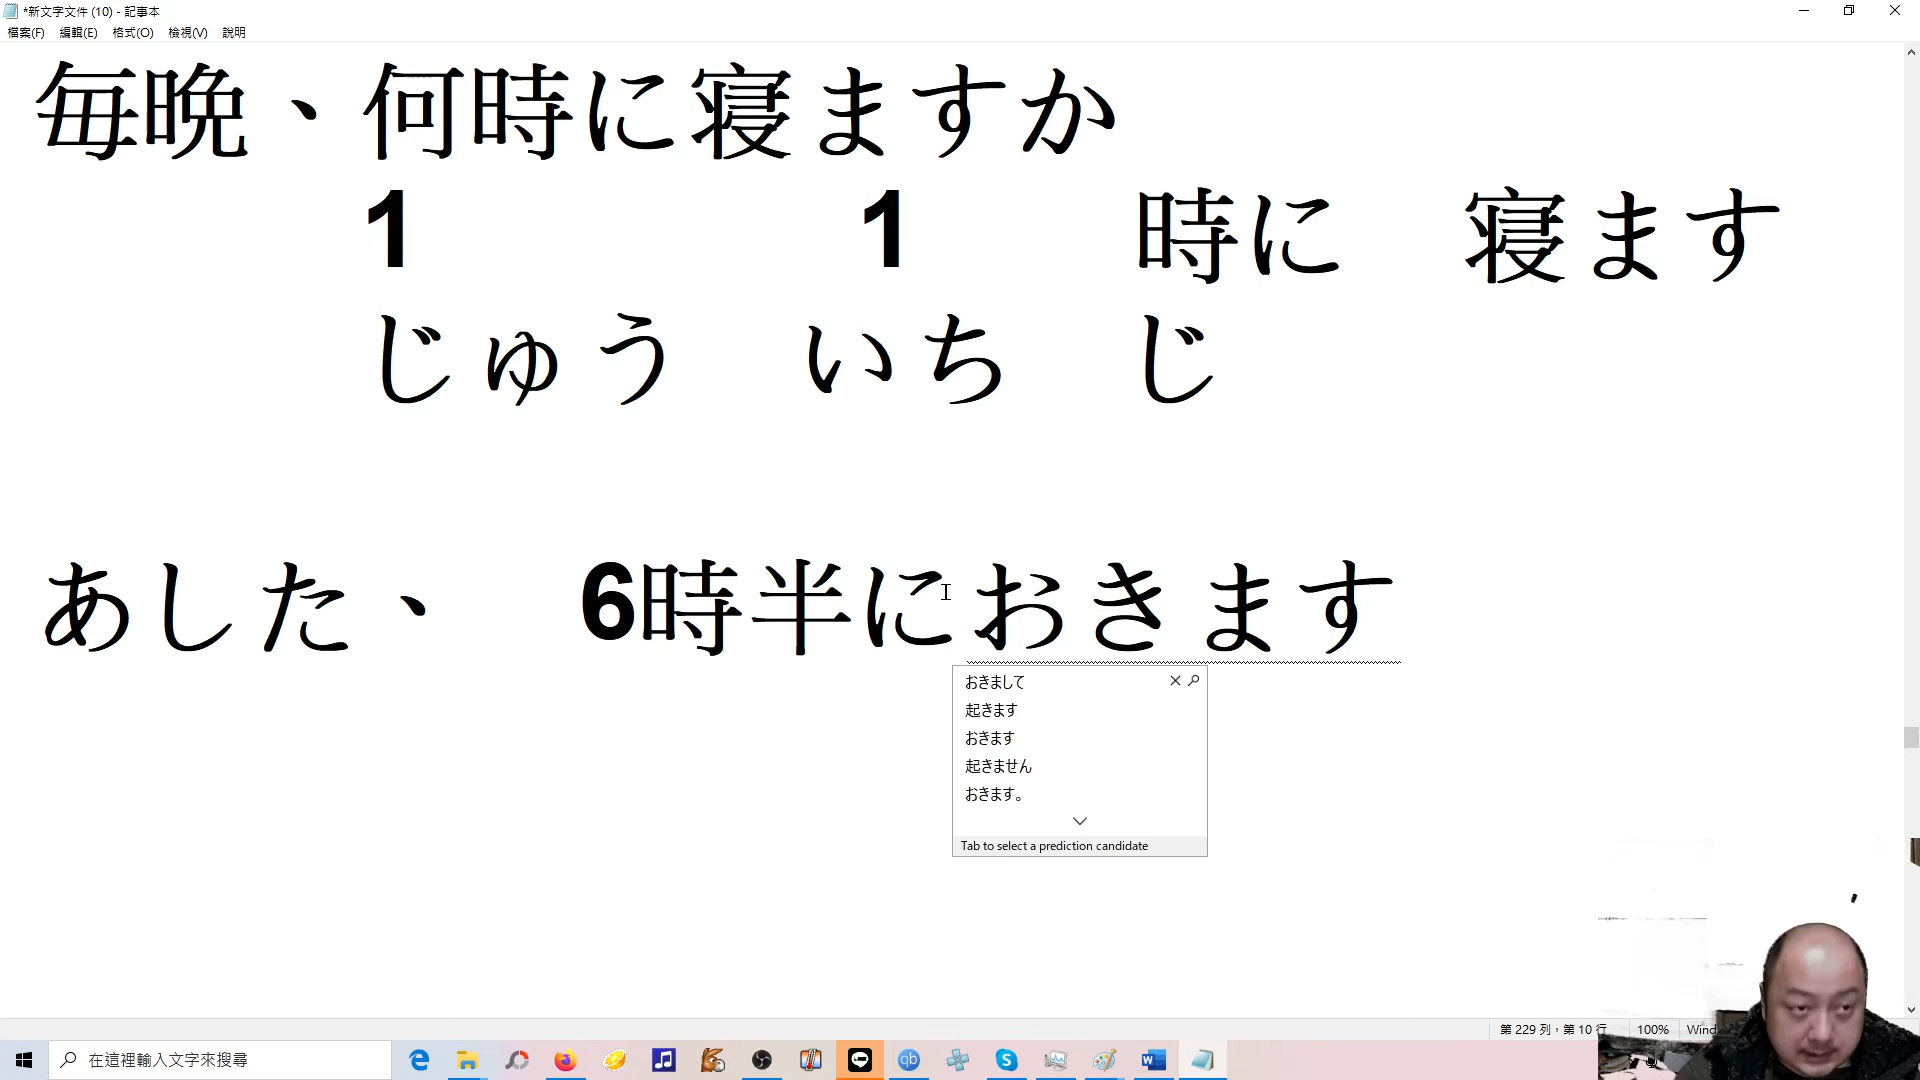 *新文字文件 (10) - 記事本
檔案(F) 編輯(E) 格式(O) 檢視(V) 說明
毎晩、何時に寝ますか
1 1 時に 寝ます
じゅう いち じ
あした、 6時半におきます
おきまして
起きます
おきます
起きません
おきます。
Tab to select a prediction candidate
第 229 列，第 10 行 100% Wind
在這裡輸入文字來搜尋